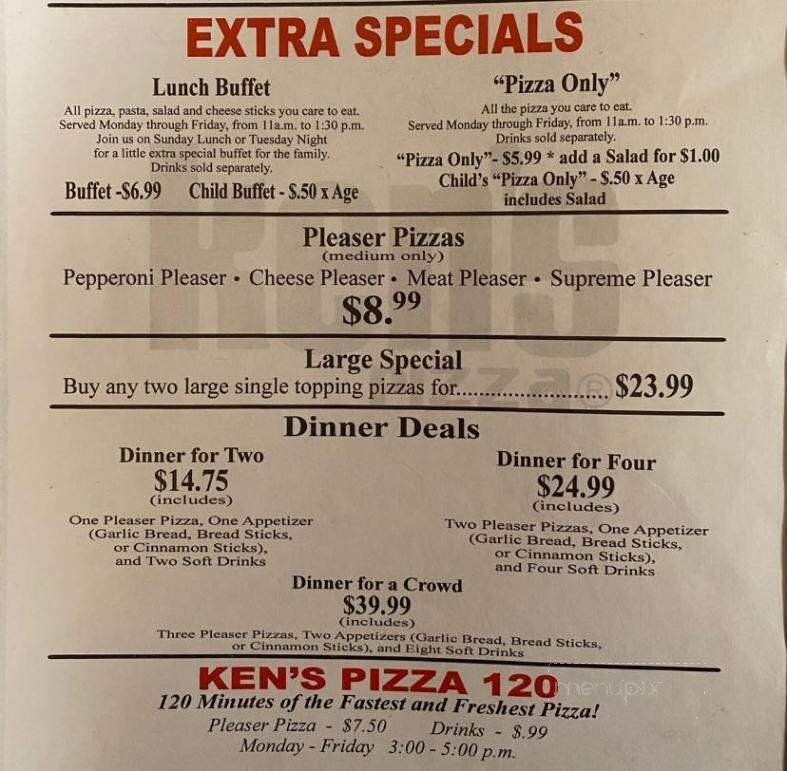 EXTRA SPECIALS
Lunch Buffet
All pizza, pasta, salad and cheese sticks you care to eat.
Served Monday through Friday, from 11a.m. to 1:30 p.m.
Join us on Sunday Lunch or Tuesday Night
for a little extra special buffet for the family.
Drinks sold separately.
Buffet -$6.99 Child Buffet - $.50 x Age
"Pizza Only"
All the pizza you care to eat.
Served Monday through Friday, from 11a.m. to 1:30 p.m.
Drinks sold separately.
"Pizza Only"- $5.99 * add a Salad for $1.00
Child's "Pizza Only" - $.50 x Age
includes Salad
Ken's
Pizza®
Pleaser Pizzas
(medium only)
Pepperoni Pleaser • Cheese Pleaser • Meat Pleaser • Supreme Pleaser
$8.99
Large Special
Buy any two large single topping pizzas for............................ $23.99
Dinner Deals
Dinner for Two
$14.75
(includes)
One Pleaser Pizza, One Appetizer
(Garlic Bread, Bread Sticks,
or Cinnamon Sticks),
and Two Soft Drinks
Dinner for Four
$24.99
(includes)
Two Pleaser Pizzas, One Appetizer
(Garlic Bread, Bread Sticks,
or Cinnamon Sticks),
and Four Soft Drinks
Dinner for a Crowd
$39.99
(includes)
Three Pleaser Pizzas, Two Appetizers (Garlic Bread, Bread Sticks,
or Cinnamon Sticks), and Eight Soft Drinks
KEN'S PIZZA 120
120 Minutes of the Fastest and Freshest Pizza!
Pleaser Pizza - $7.50 Drinks - $.99
Monday - Friday 3:00 - 5:00 p.m.
menupix